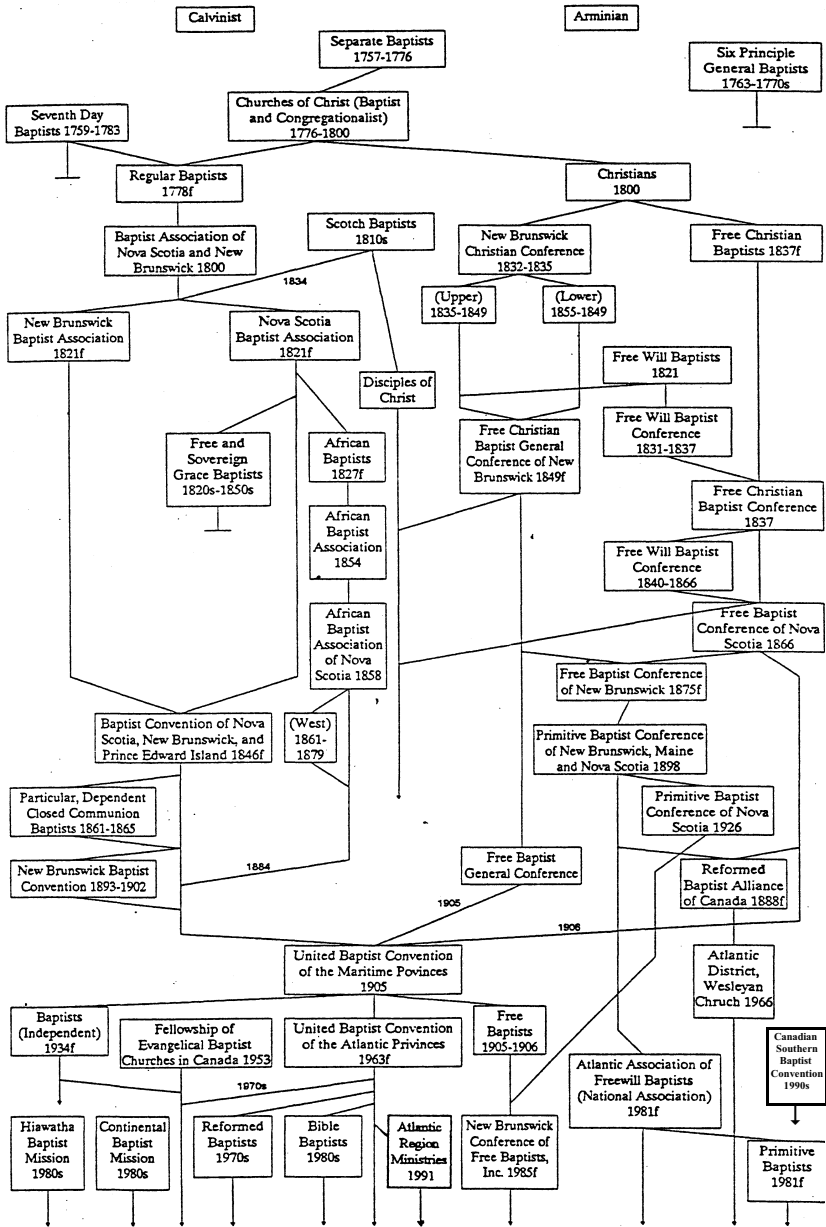 Calvinist
Arminian
Separate Baptists
1757-1776
Six Principle
General Baptists
1763-1770s
Churches of Christ (Baptist
and Congregationalist)
1776-1800
Seventh Day
Baptists 1759-1783
Regular Baptists
1778f
Christians
1800
Baptist Association of
Nova Scotia and New
Brunswick 1800
Scotch Baptists
1810s
New Brunswick
Christian Conference
1832-1835
Free Christian
Baptists 1837f
1834
(Upper)
1835-1849
(Lower)
1855-1849
New Brunswick
Baptist Association
1821f
Nova Scotia
Baptist Association
1821f
Free Will Baptists
1821
Disciples of
Christ
Free Will Baptist
Conference
1831-1837
Free and
Sovereign
Grace Baptists
1820s-1850s
African
Baptists
1827f
Free Christian
Baptist General
Conference of New
Brunswick 1849f
Free Christian
Baptist Conference
1837
African
Baptist
Association
1854
Free Will Baptist
Conference
1840-1866
African
Baptist
Association
of Nova
Scotia 1858
Free Baptist
Conference of Nova
Scotia 1866
Free Baptist Conference
of New Brunswick 1875f
Baptist Convention of Nova
Scotia, New Brunswick, and
Prince Edward Island 1846f
(West)
1861-
1879
Primitive Baptist Conference
of New Brunswick, Maine
and Nova Scotia 1898
Particular, Dependent
Closed Communion
Baptists 1861-1865
Primitive Baptist
Conference of Nova
Scotia 1926
New Brunswick Baptist
Convention 1893-1902
1884
Free Baptist
General Conference
Reformed
Baptist Alliance
of Canada 1888f
1905
1906
United Baptist Convention
of the Maritime Povinces
1905
Atlantic
District,
Wesleyan
Chruch 1966
Baptists
(Independent)
1934f
Fellowship of
Evangelical Baptist
Churches in Canada 1953
United Baptist Convention
of the Atlantic Privinces
1963f
Free
Baptists
1905-1906
Canadian
Southern
Baptist
Convention
1990s
Atlantic Association of
Freewill Baptists
(National Association)
1981f
1970s
Hiawatha
Baptist
Mission
1980s
Continental
Baptist
Mission
1980s
Reformed
Baptists
1970s
Bible
Baptists
1980s
Atlantic
Region
Ministries
1991
New Brunswick
Conference of
Free Baptists,
Inc. 1985f
Primitive
Baptists
1981f